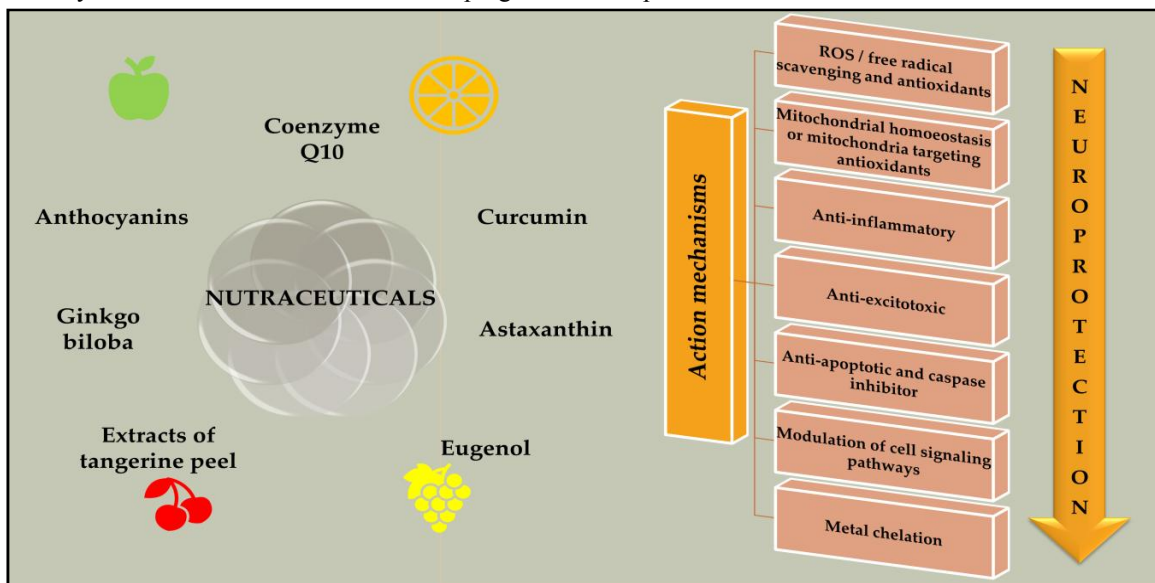 Coenzyme
Q10
Anthocyanins
Curcumin
NUTRACEUTICALS
Ginkgo
biloba
Astaxanthin
Extracts of
tangerine peel
Eugenol
Action mechanisms
ROS / free radical
scavenging and antioxidants
Mitochondrial homoeostasis
or mitochondria targeting
antioxidants
Anti-inflammatory
Anti-excitotoxic
Anti-apoptotic and caspase
inhibitor
Modulation of cell signaling
pathways
Metal chelation
NEUROPROTECTION